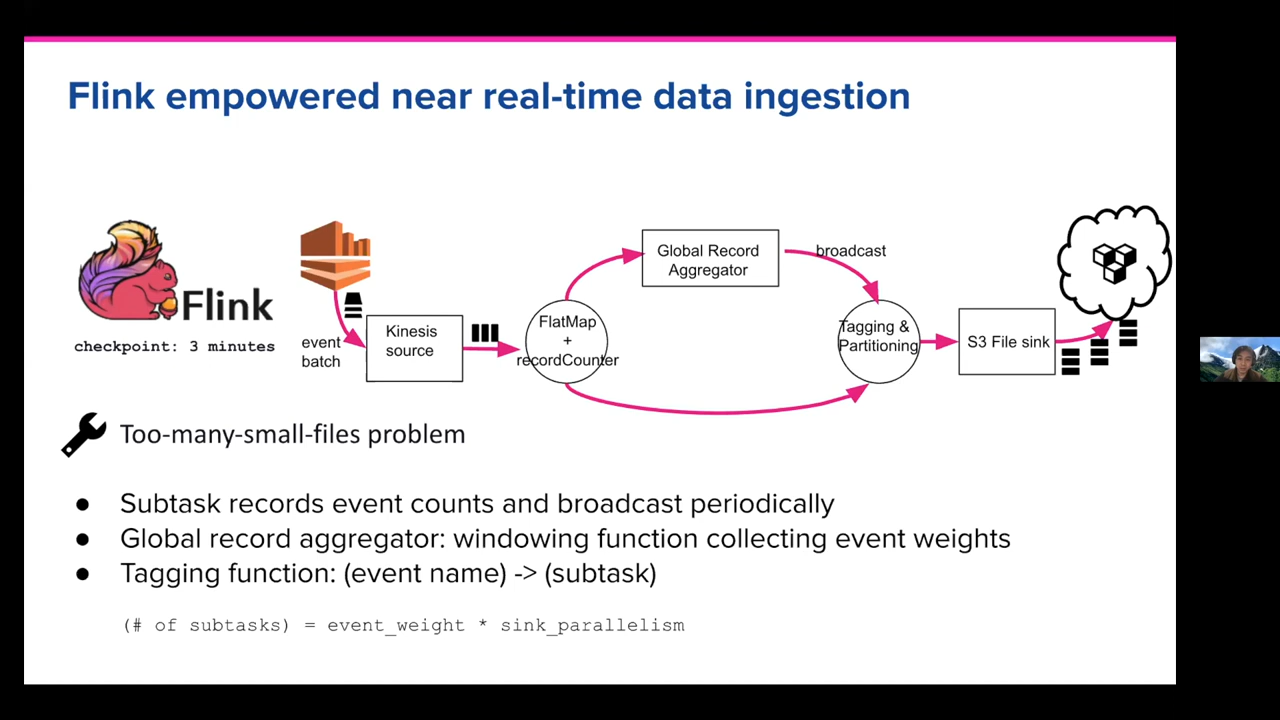 Flink empowered near real-time data ingestion
Flink
checkpoint: 3 minutes
event
batch
Kinesis
source
FlatMap
+
recordCounter
Global Record
Aggregator
broadcast
Tagging &
Partitioning
S3 File sink
Too-many-small-files problem
● Subtask records event counts and broadcast periodically
● Global record aggregator: windowing function collecting event weights
● Tagging function: (event name) -> (subtask)
(# of subtasks) = event_weight * sink_parallelism